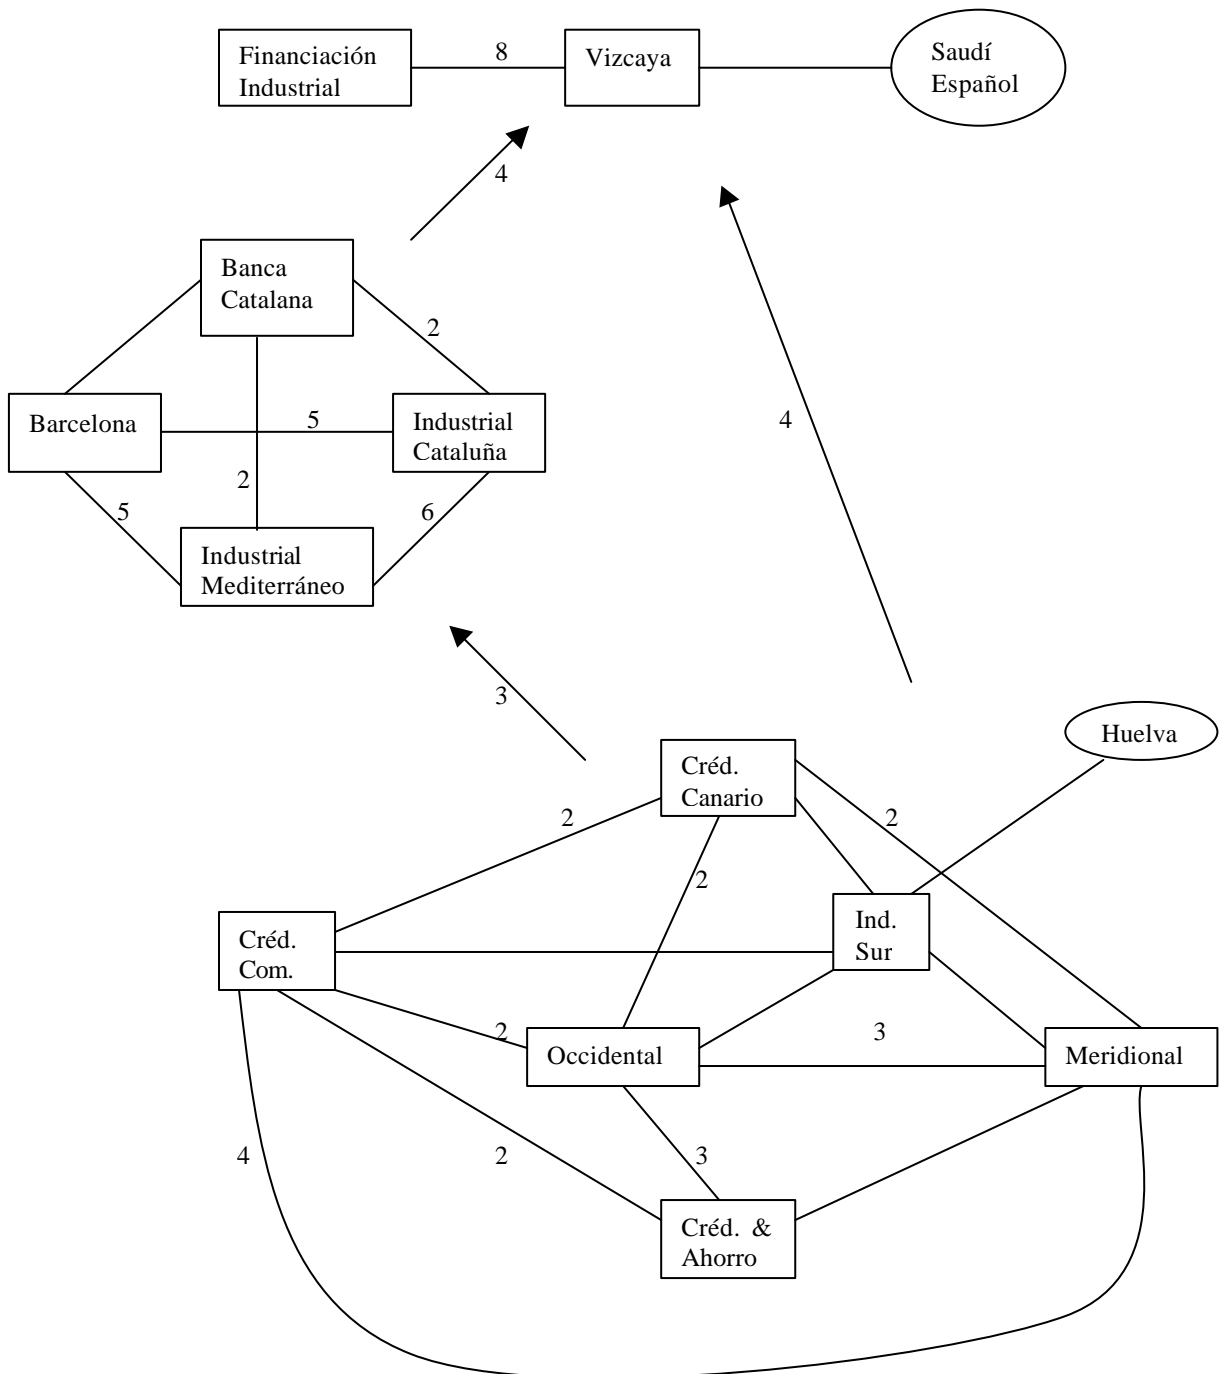 Financiación
Industrial
8
Vizcaya
Saudí
Español
4
Banca
Catalana
2
Barcelona
5
Industrial
Cataluña
4
2
5
6
Industrial
Mediterráneo
3
Huelva
Créd.
Canario
2
2
2
Ind.
Sur
Créd.
Com.
2
Occidental
3
Meridional
4
2
3
Créd. &
Ahorro